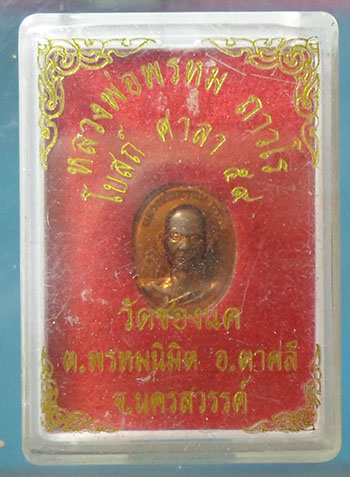 หลวงพ่อพรหม ถาวโร
โบสถ์ ศาลา ๕๙
วัดช่องแค
ต.พรหมนิมิต อ.ตาคลี
จ.นครสวรรค์